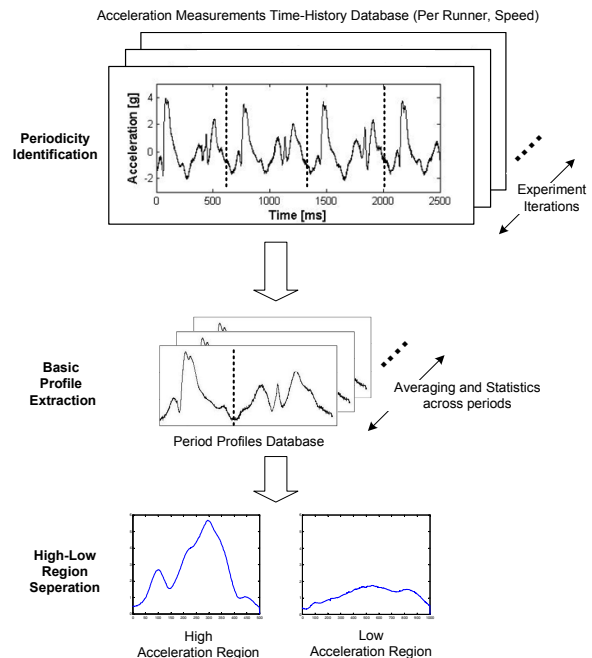 Acceleration Measurements Time-History Database (Per Runner, Speed)
Periodicity
Identification
Acceleration [g]
4
2
0
-2
0
500
1000
1500
2000
2500
Time [ms]
Experiment
Iterations
Basic
Profile
Extraction
Averaging and Statistics
across periods
Period Profiles Database
High-Low
Region
Seperation
High
Acceleration Region
Low
Acceleration Region